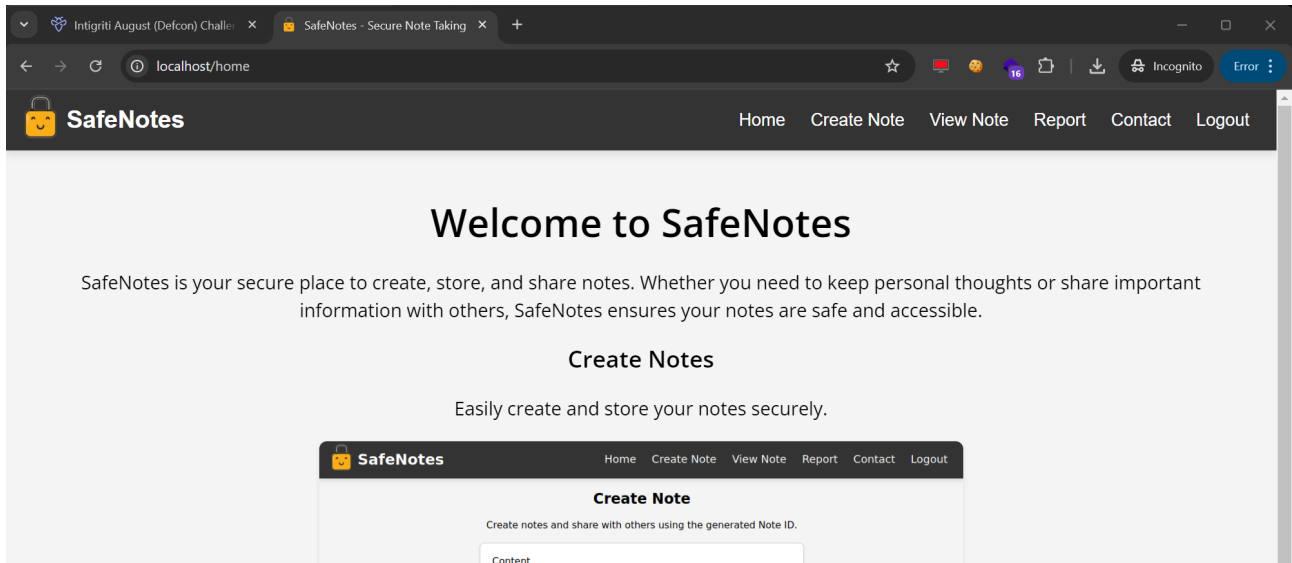 Intigriti August (Defcon) Challe
SafeNotes - Secure Note Taking
localhost/home
16
Incognito
Error
SafeNotes
Home Create Note View Note Report Contact Logout
Welcome to SafeNotes
SafeNotes is your secure place to create, store, and share notes. Whether you need to keep personal thoughts or share important
information with others, SafeNotes ensures your notes are safe and accessible.
Create Notes
Easily create and store your notes securely.
SafeNotes
Home Create Note View Note Report Contact Logout
Create Note
Create notes and share with others using the generated Note ID.
Content